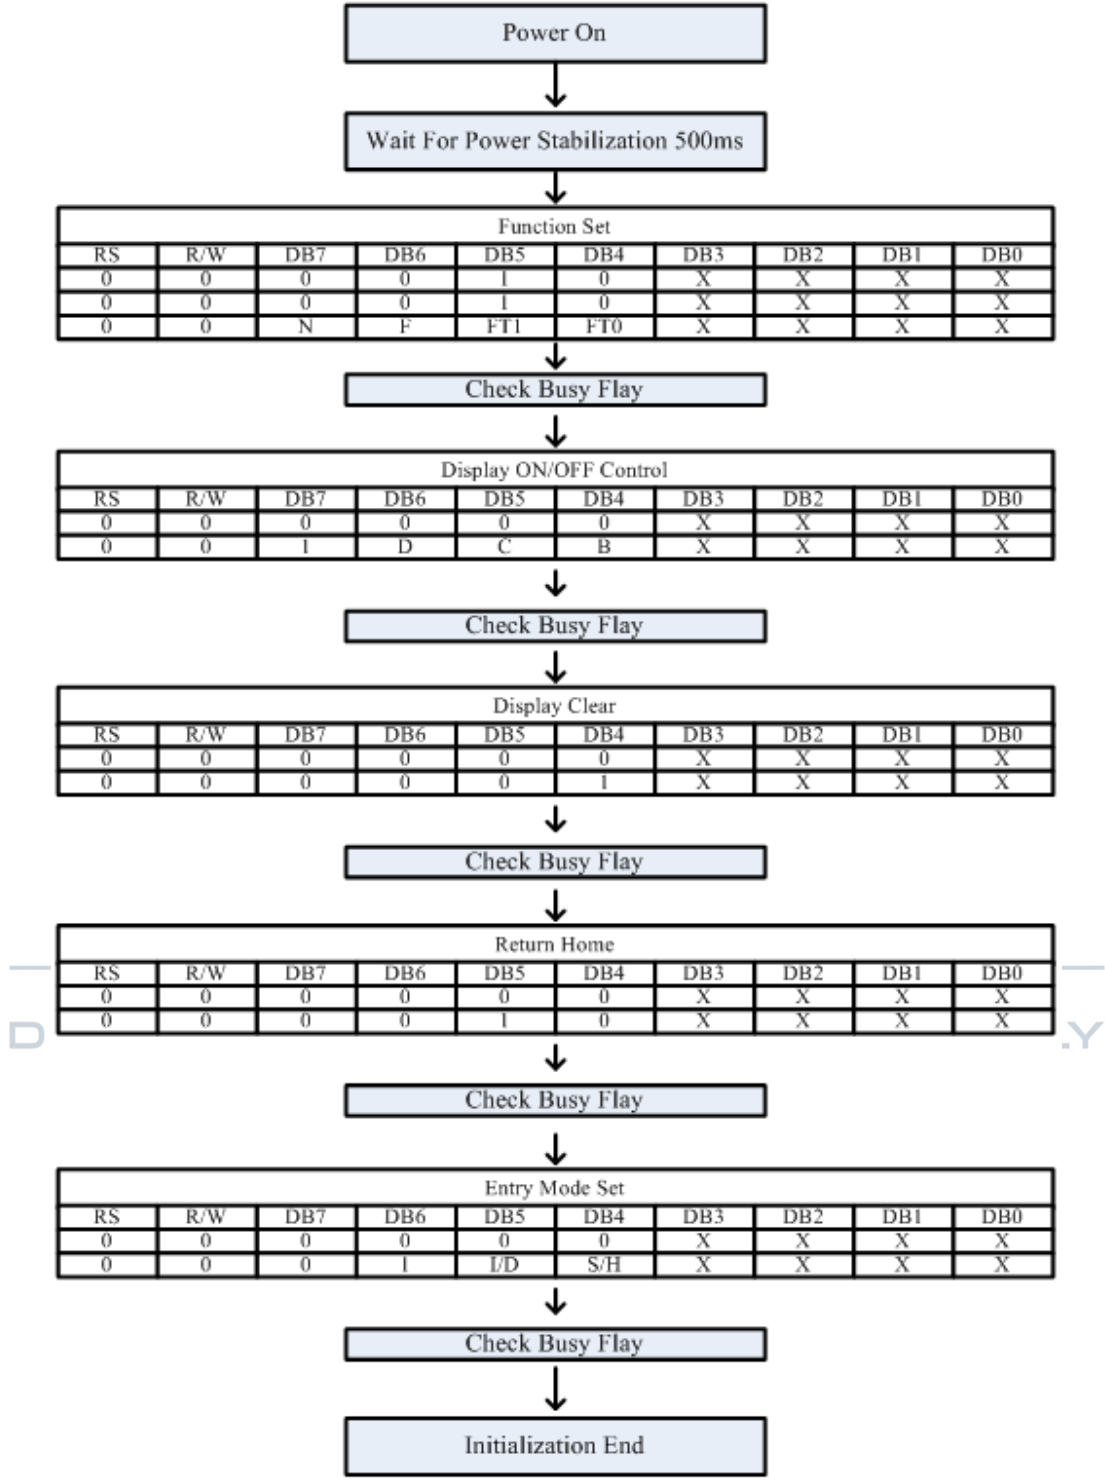 Power On
Wait For Power Stabilization 500ms
Function Set
RS R/W DB7 DB6 DB5 DB4 DB3 DB2 DB1 DB0
0 0 0 0 1 0 X X X X
0 0 0 0 1 0 X X X X
0 0 N F FT1 FT0 X X X X
Check Busy Flay
Display ON/OFF Control
RS R/W DB7 DB6 DB5 DB4 DB3 DB2 DB1 DB0
0 0 0 0 0 0 X X X X
0 0 1 D C B X X X X
Check Busy Flay
Display Clear
RS R/W DB7 DB6 DB5 DB4 DB3 DB2 DB1 DB0
0 0 0 0 0 0 X X X X
0 0 0 0 0 1 X X X X
Check Busy Flay
Return Home
RS R/W DB7 DB6 DB5 DB4 DB3 DB2 DB1 DB0
0 0 0 0 0 0 X X X X
0 0 0 0 1 0 X X X X
D .Y
Check Busy Flay
Entry Mode Set
RS R/W DB7 DB6 DB5 DB4 DB3 DB2 DB1 DB0
0 0 0 0 0 0 X X X X
0 0 0 1 I/D S/H X X X X
Check Busy Flay
Initialization End